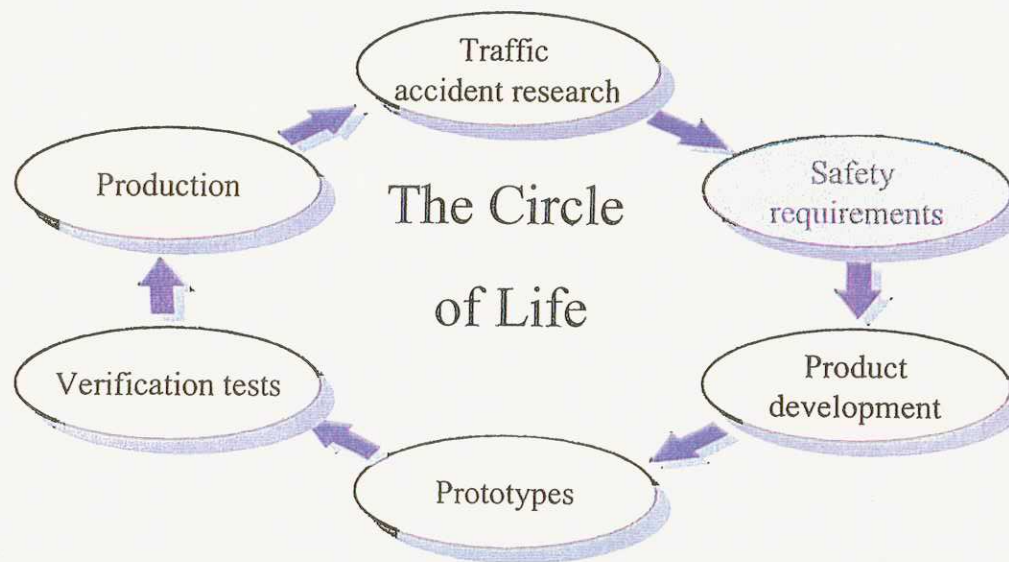 Traffic
accident research
Safety
requirements
Product
development
Prototypes
Verification tests
Production
The Circle
of Life